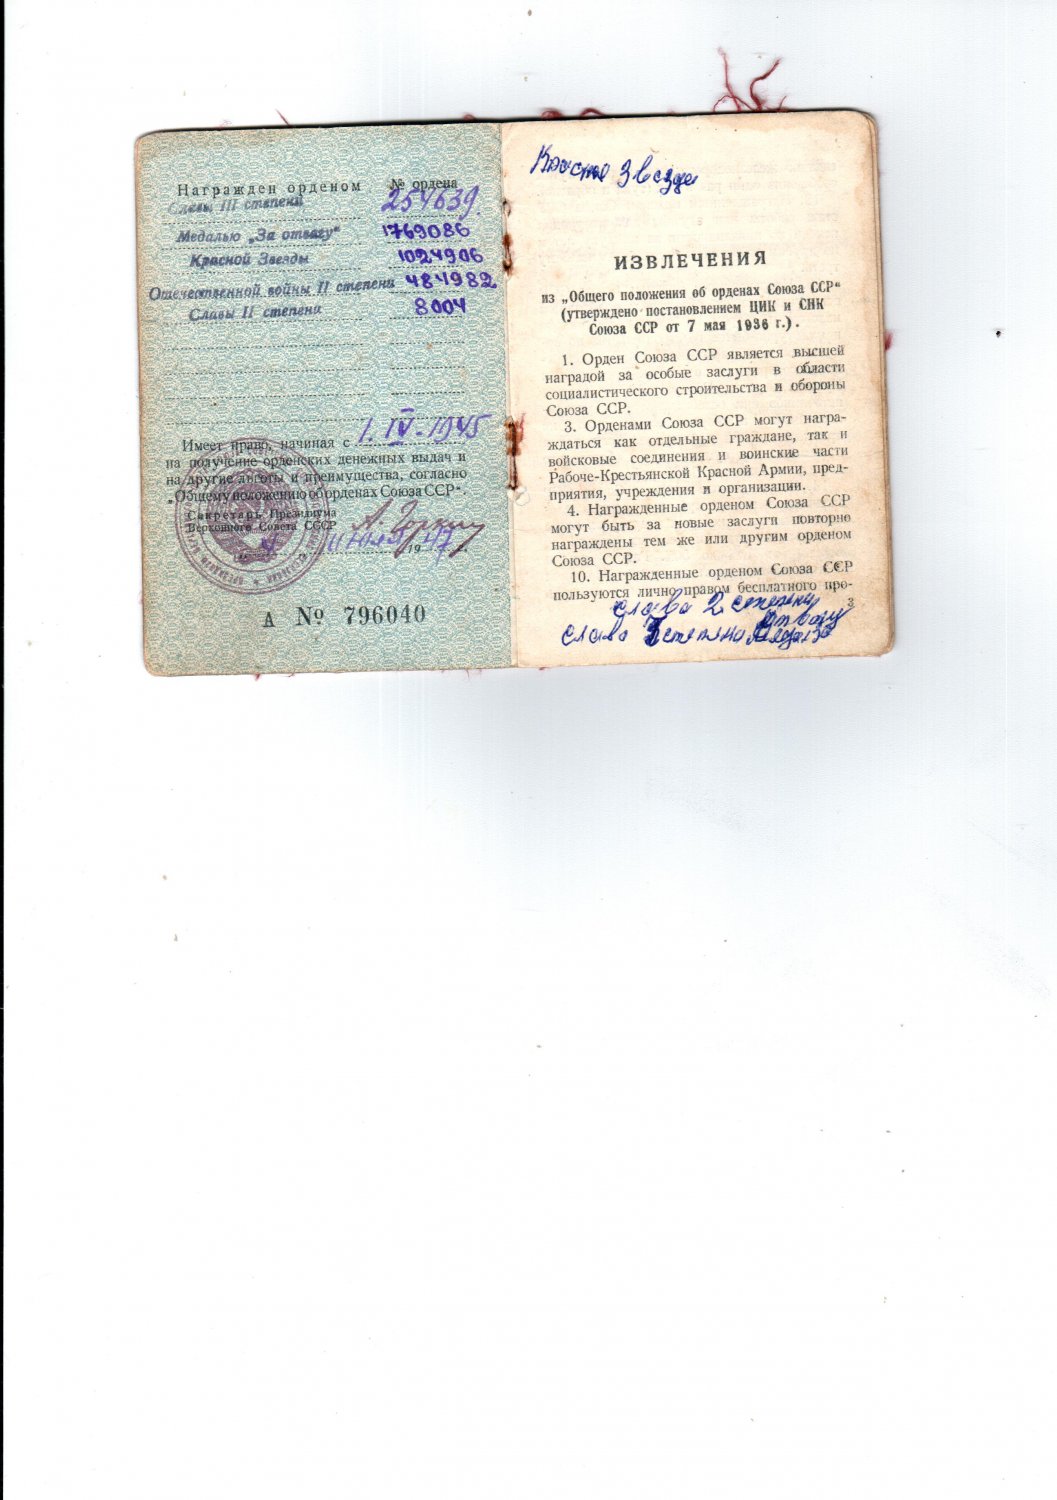 Награжден орденом № ордена
Славы III степени 254639.
Медалью „За отвагу“ 1769086
Красной Звезды 1024906
Отечественной войны II степени 484982
Славы II степени 8004
Имеет право, начиная с 1.IV-1945
на получение орденских денежных выдач и
на другие льготы и преимущества, согласно
„Общему положению об орденах Союза ССР“.
Секретарь Президиума
Верховного Совета СССР А. Горкин
4 июля 1947 г.
А № 796040
Звезда
ИЗВЛЕЧЕНИЯ
из „Общего положения об орденах Союза ССР“
(утверждено постановлением ЦИК и СНК
Союза ССР от 7 мая 1936 г.).
1. Орден Союза ССР является высшей
наградой за особые заслуги в области
социалистического строительства и обороны
Союза ССР.
3. Орденами Союза ССР могут награ-
ждаться как отдельные граждане, так и
войсковые соединения и воинские части
Рабоче-Крестьянской Красной Армии, пред-
приятия, учреждения и организации.
4. Награжденные орденом Союза ССР
могут быть за новые заслуги повторно
награждены тем же или другим орденом
Союза ССР.
10. Награжденные орденом Союза ССР
пользуются лично правом бесплатного про-
3
слава 2 степени
Отвагу
слава